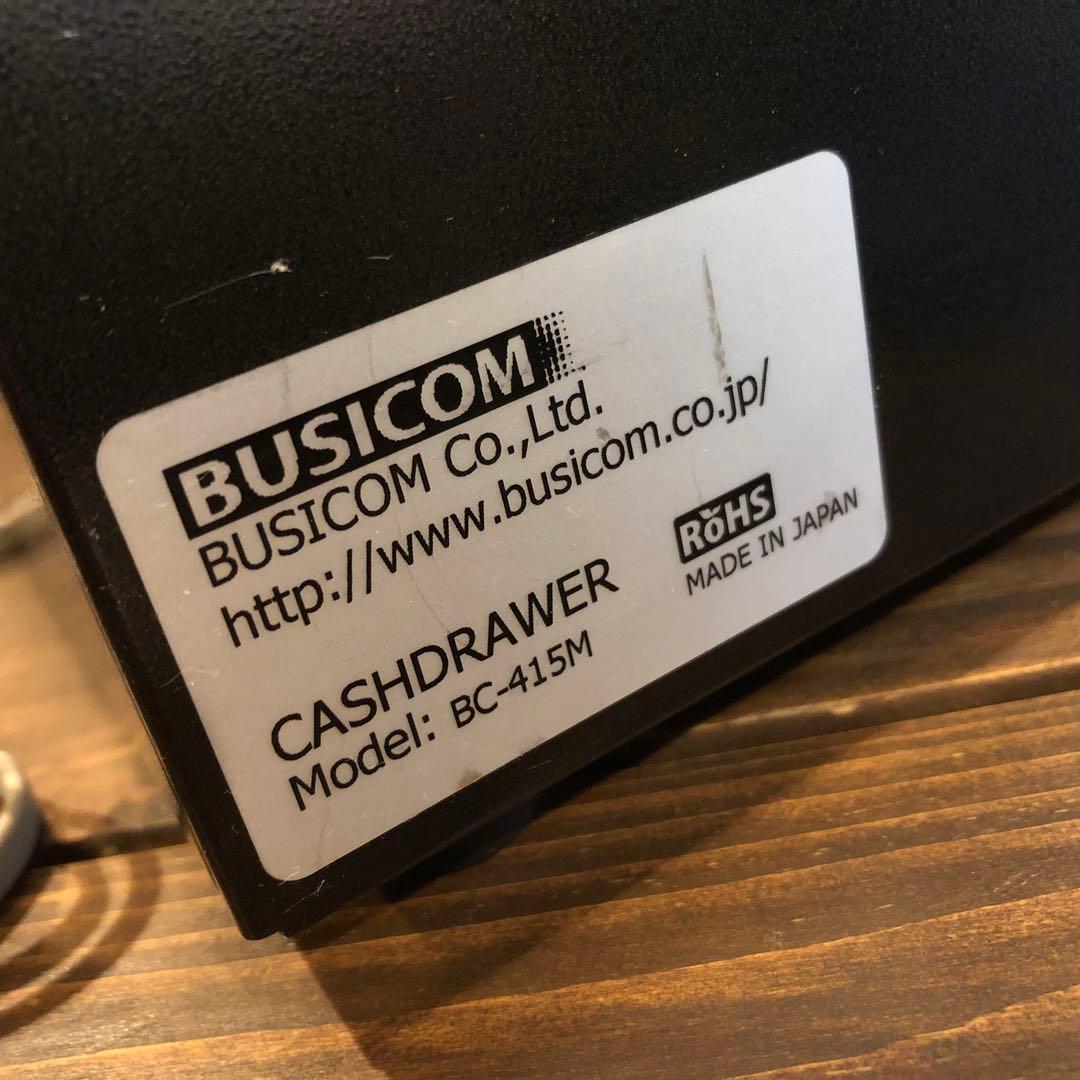 BUSICOM
BUSICOM Co.,Ltd.
http://www.busicom.co.jp/
RoHS
MADE IN JAPAN
CASHDRAWER
Model: BC-415M